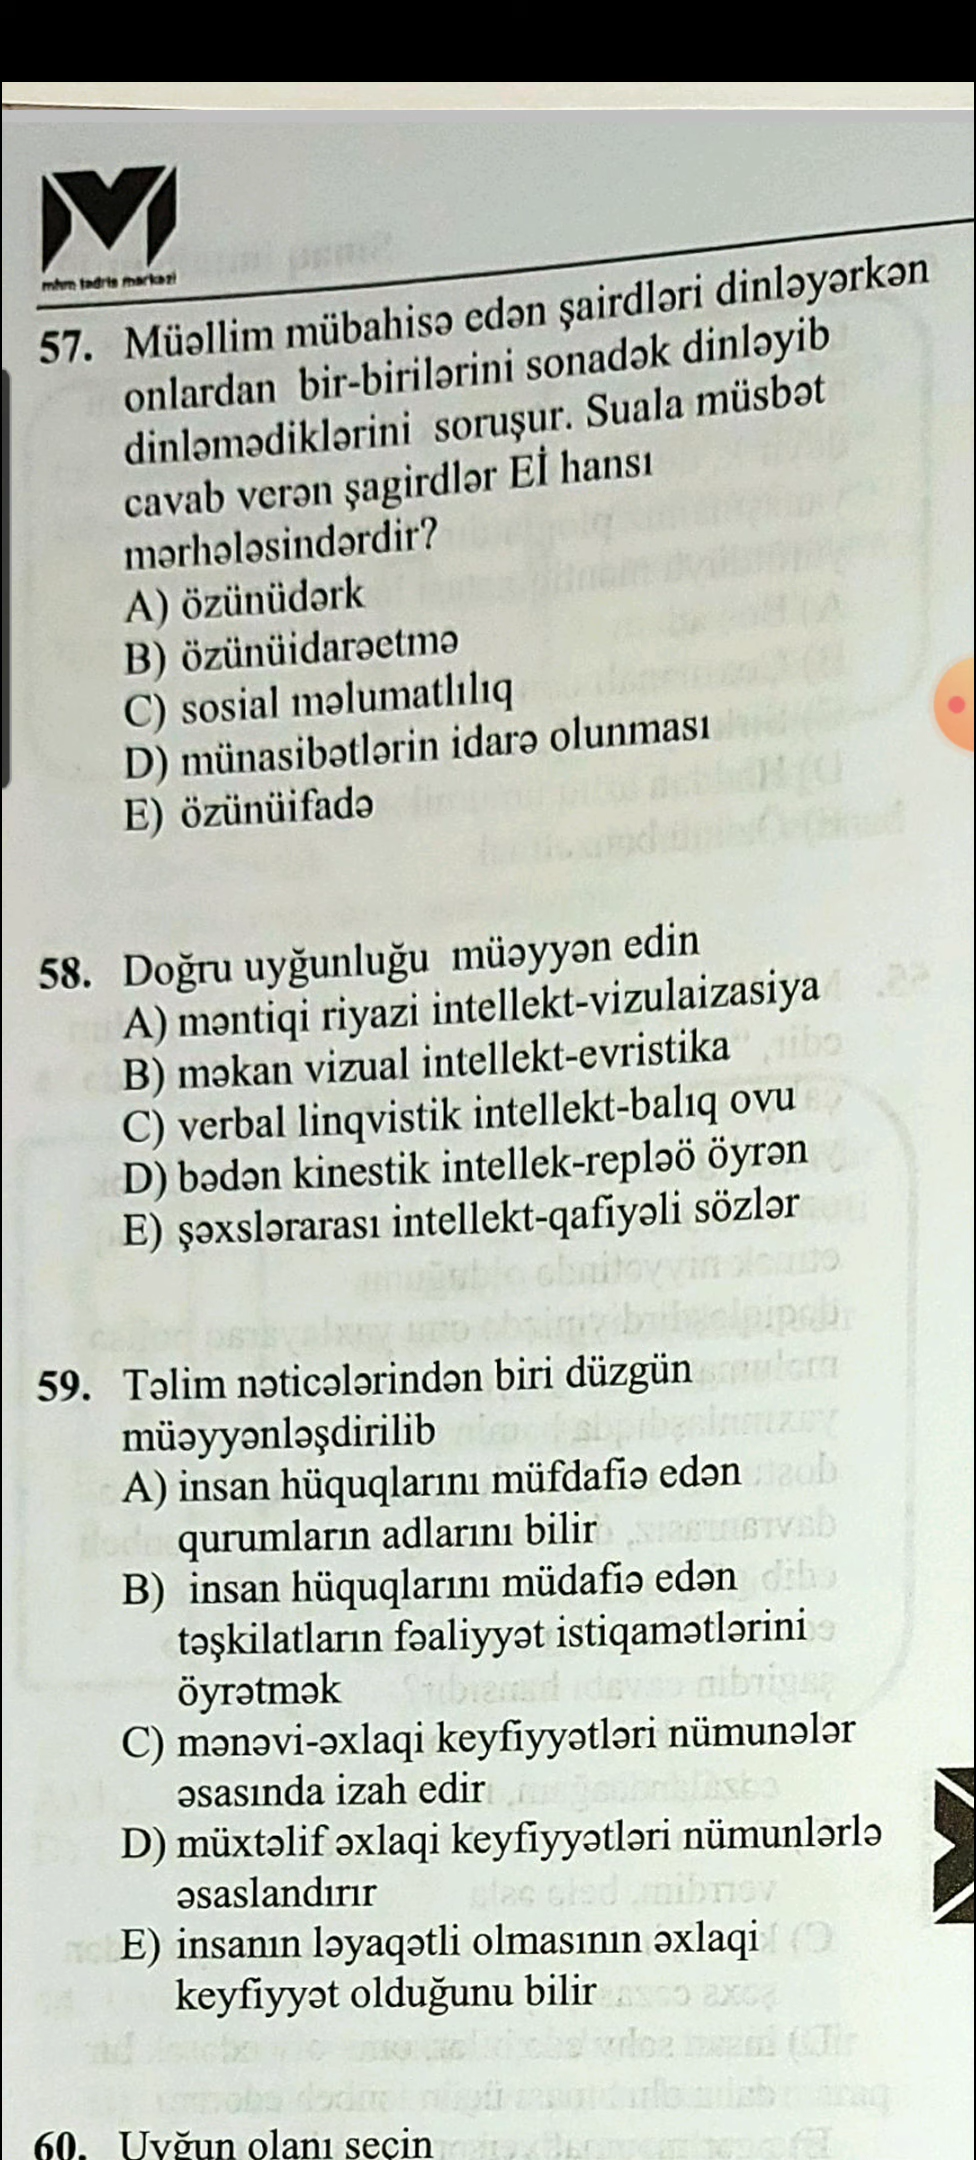 mhm tədris mərkəzi
57. Müəllim mübahisə edən şairdləri dinləyərkən
onlardan bir-birilərini sonadək dinləyib
dinləmədiklərini soruşur. Suala müsbət
cavab verən şagirdlər Eİ hansı
mərhələsindərdir?
A) özünüdərk
B) özünüidarəetmə
C) sosial məlumatlılıq
D) münasibətlərin idarə olunması
E) özünüifadə
58. Doğru uyğunluğu müəyyən edin
A) məntiqi riyazi intellekt-vizulaizasiya
B) məkan vizual intellekt-evristika
C) verbal linqvistik intellekt-balıq ovu
D) bədən kinestik intellek-repləö öyrən
E) şəxslərarası intellekt-qafiyəli sözlər
59. Təlim nəticələrindən biri düzgün
müəyyənləşdirilib
A) insan hüquqlarını müfdafiə edən
qurumların adlarını bilir
B) insan hüquqlarını müdafiə edən
təşkilatların fəaliyyət istiqamətlərini
öyrətmək
C) mənəvi-əxlaqi keyfiyyətləri nümunələr
əsasında izah edir
D) müxtəlif əxlaqi keyfiyyətləri nümunlərlə
əsaslandırır
E) insanın ləyaqətli olmasının əxlaqi
keyfiyyət olduğunu bilir
60. Uyğun olanı seçin